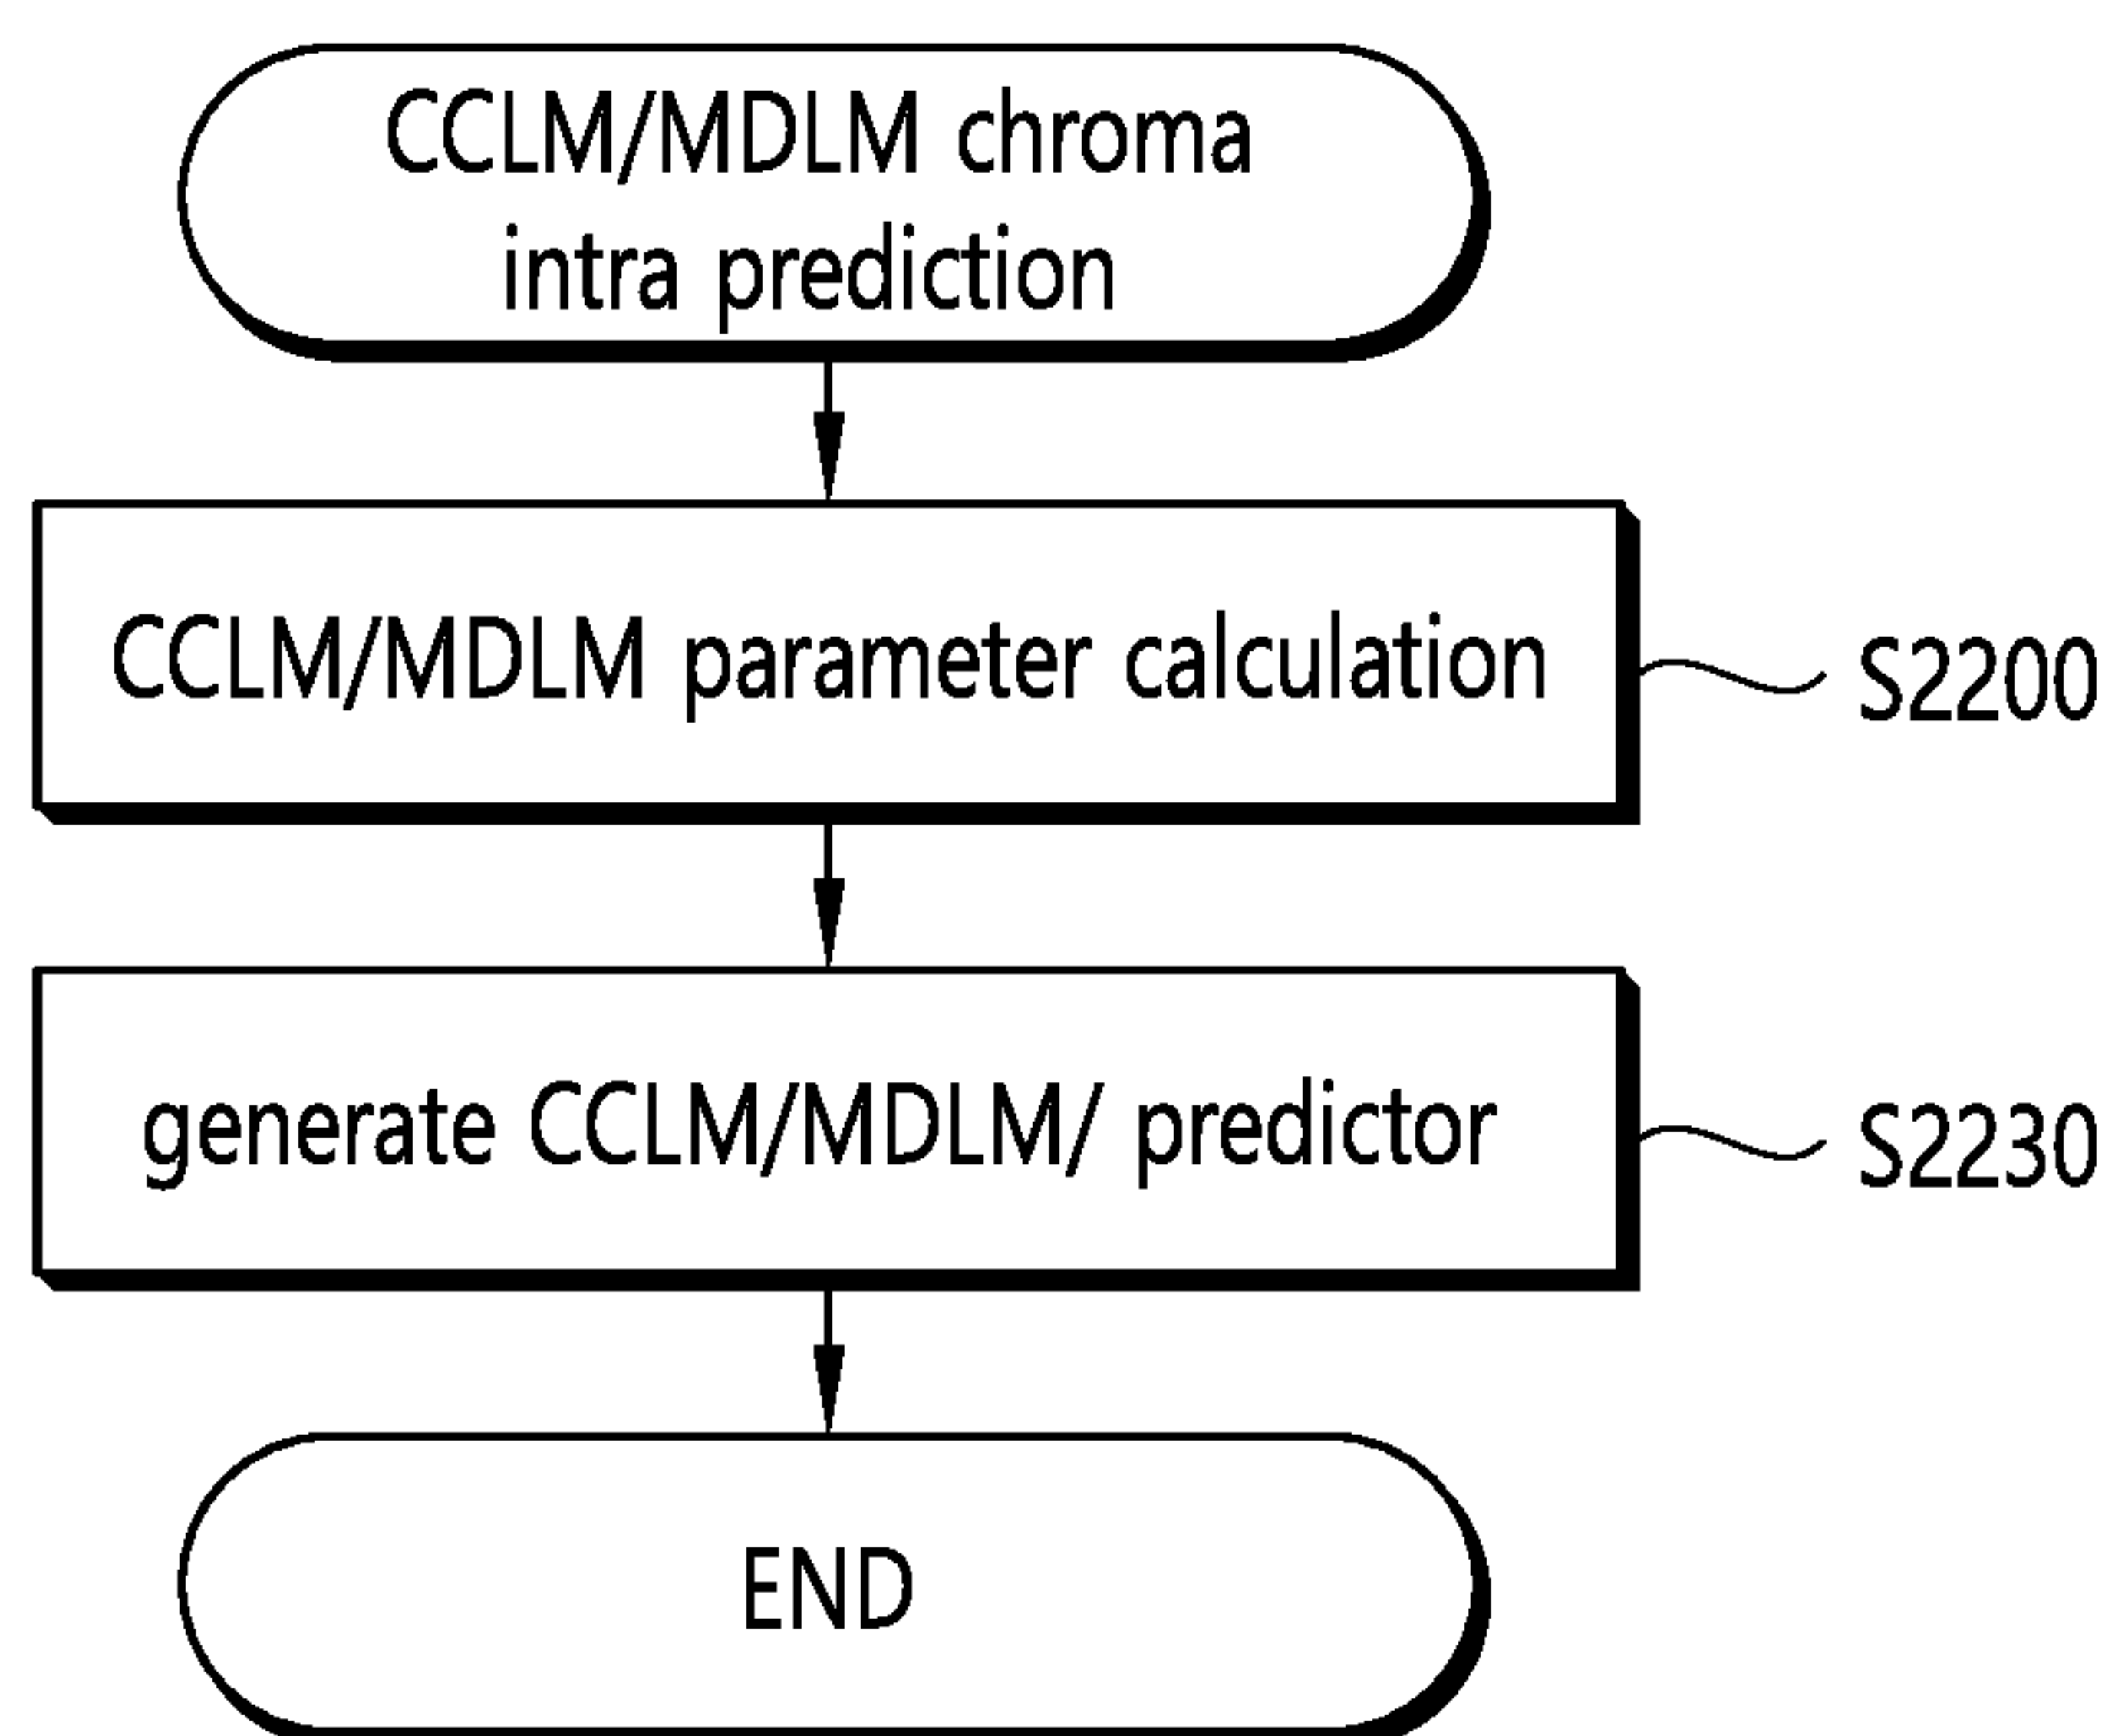 CCLM/MDLM chroma
intra prediction
CCLM/MDLM parameter calculation
S2200
generate CCLM/MDLM/ predictor
S2230
END